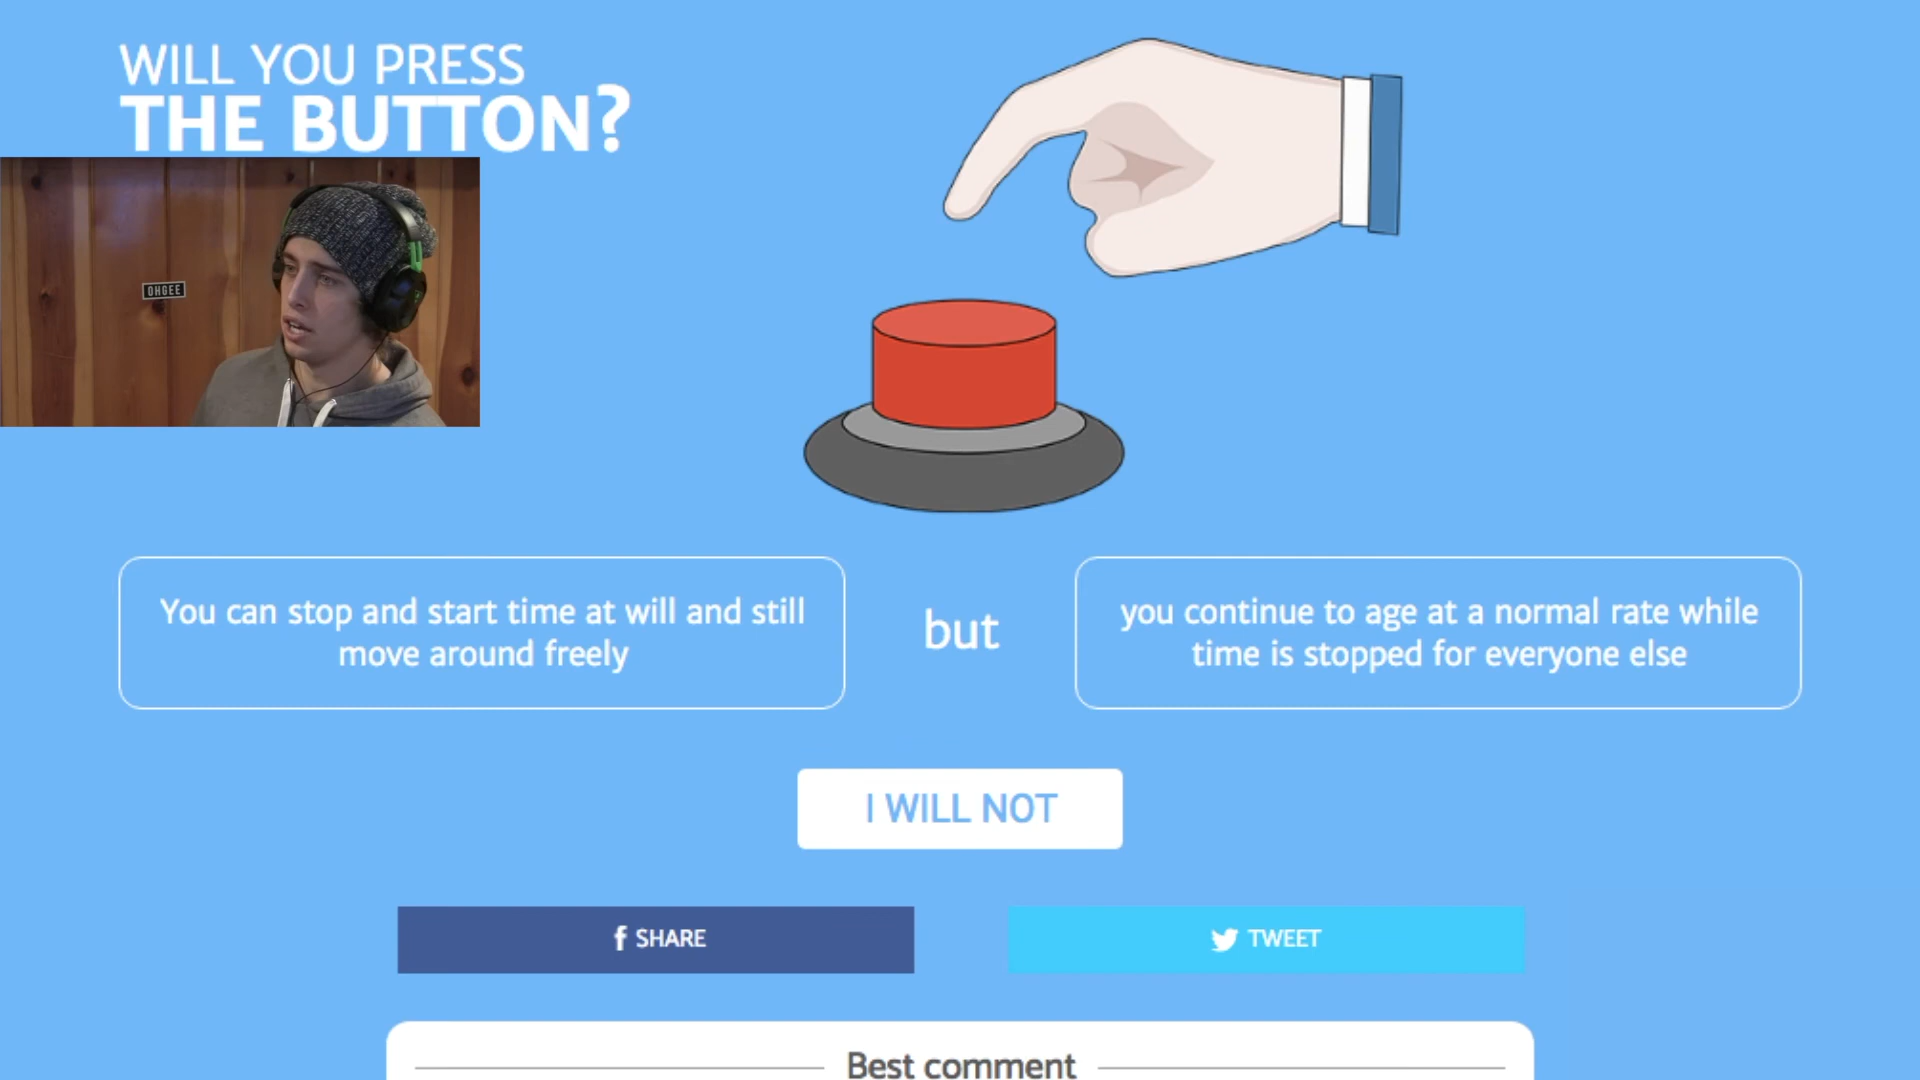 WILL YOU PRESS
THE BUTTON?
OHGEE
You can stop and start time at will and still
move around freely
but
you continue to age at a normal rate while
time is stopped for everyone else
I WILL NOT
f SHARE
TWEET
Best comment